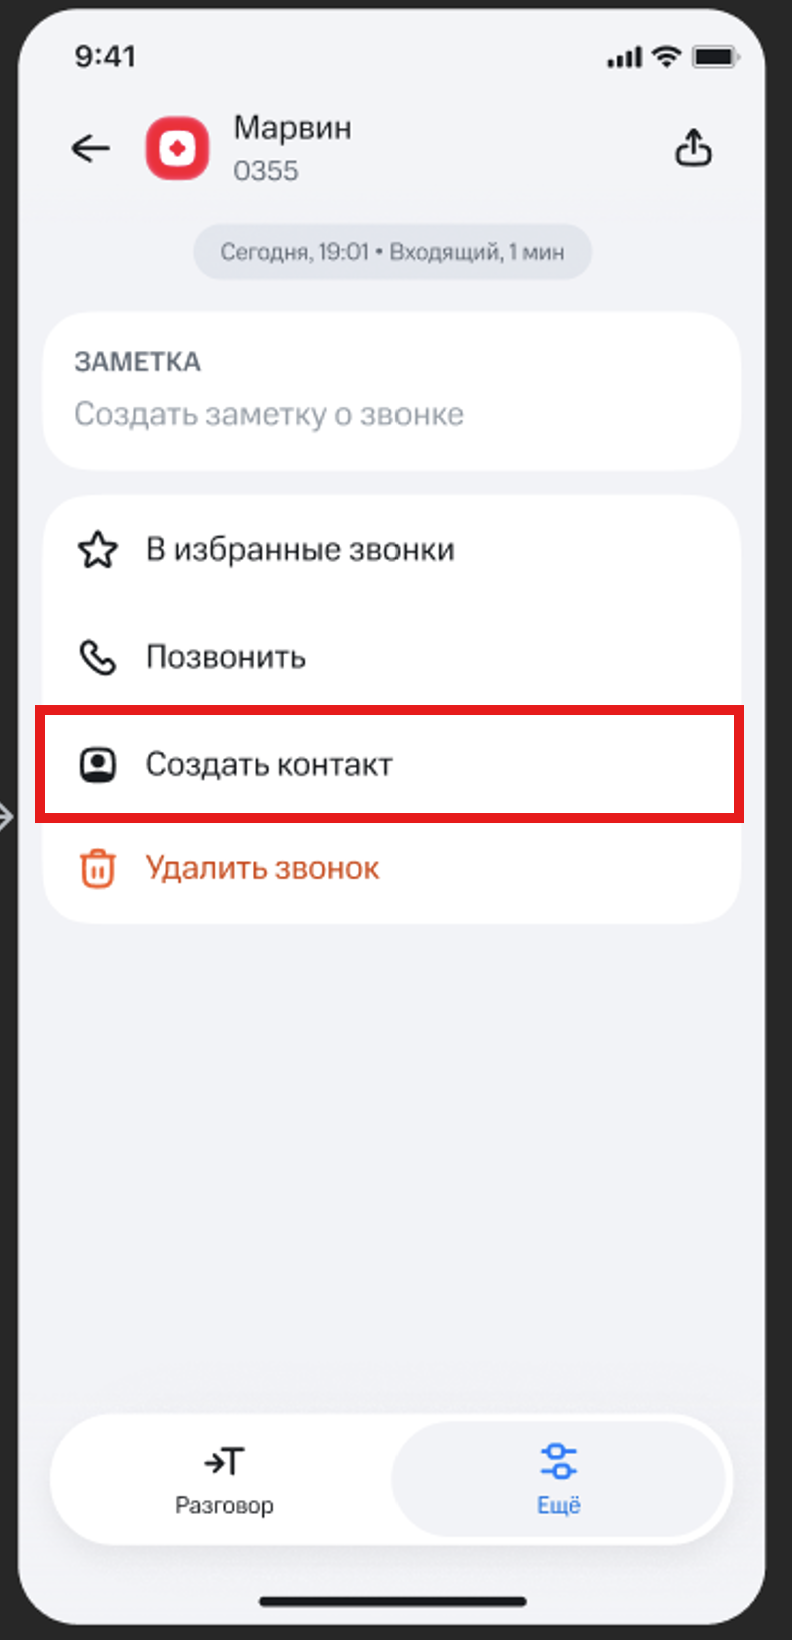 9:41
Марвин
0355
Сегодня, 19:01 • Входящий, 1 мин
ЗАМЕТКА
Создать заметку о звонке
В избранные звонки
Позвонить
Создать контакт
Удалить звонок
Разговор
Ещё